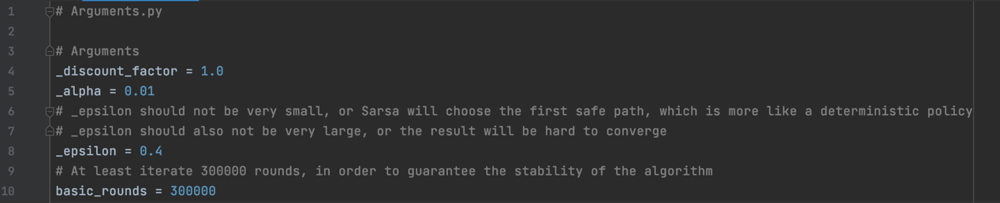 1 # Arguments.py
2
3 # Arguments
4 _discount_factor = 1.0
5 _alpha = 0.01
6 # _epsilon should not be very small, or Sarsa will choose the first safe path, which is more like a deterministic policy
7 # _epsilon should also not be very large, or the result will be hard to converge
8 _epsilon = 0.4
9 # At least iterate 300000 rounds, in order to guarantee the stability of the algorithm
10 basic_rounds = 300000